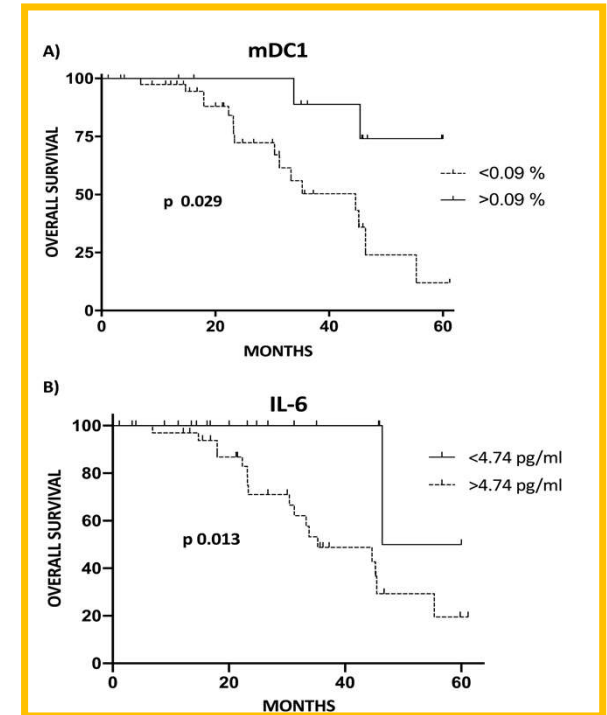 A)
mDC1
OVERALL SURVIVAL
100
75
50
25
0
p 0.029
<0.09 %
>0.09 %
0 20 40 60
MONTHS
B)
IL-6
OVERALL SURVIVAL
100
80
60
40
20
0
p 0.013
<4.74 pg/ml
>4.74 pg/ml
0 20 40 60
MONTHS